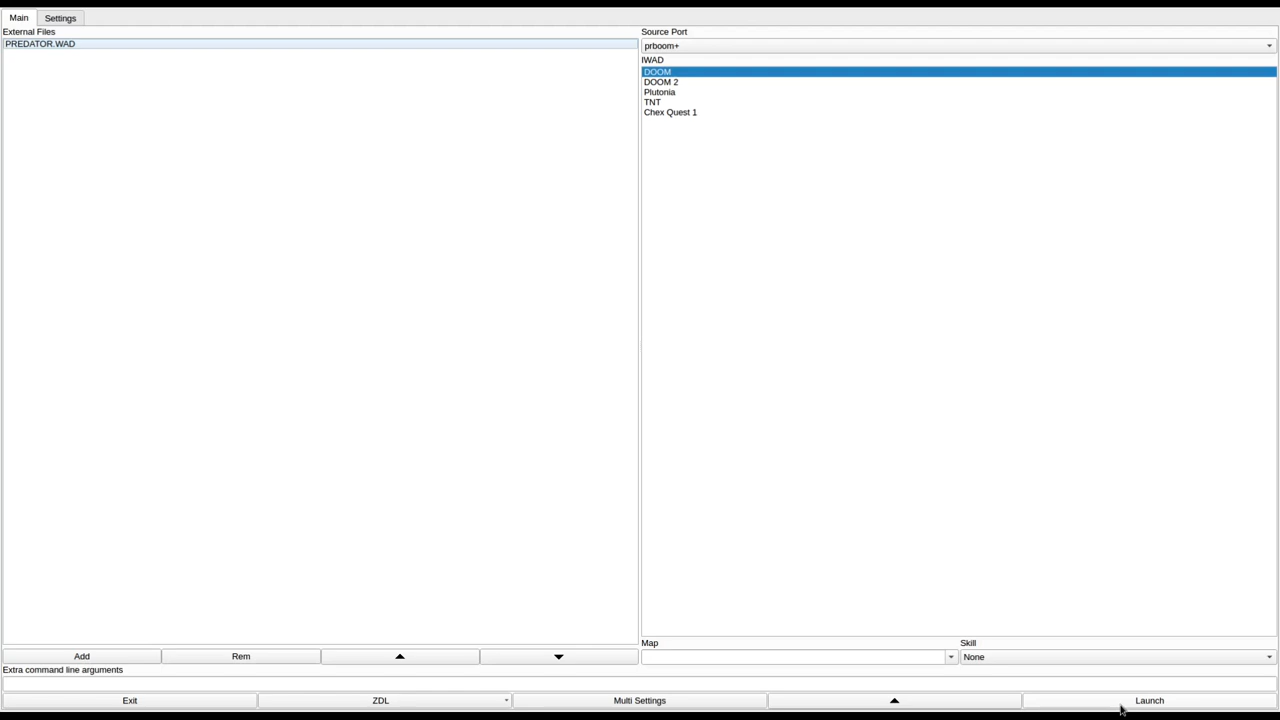 Main Settings
External Files
PREDATOR.WAD
Source Port
prboom+
IWAD
DOOM
DOOM 2
Plutonia
TNT
Chex Quest 1
Map Skill
None
Add Rem
Extra command line arguments
Exit ZDL Multi Settings Launch